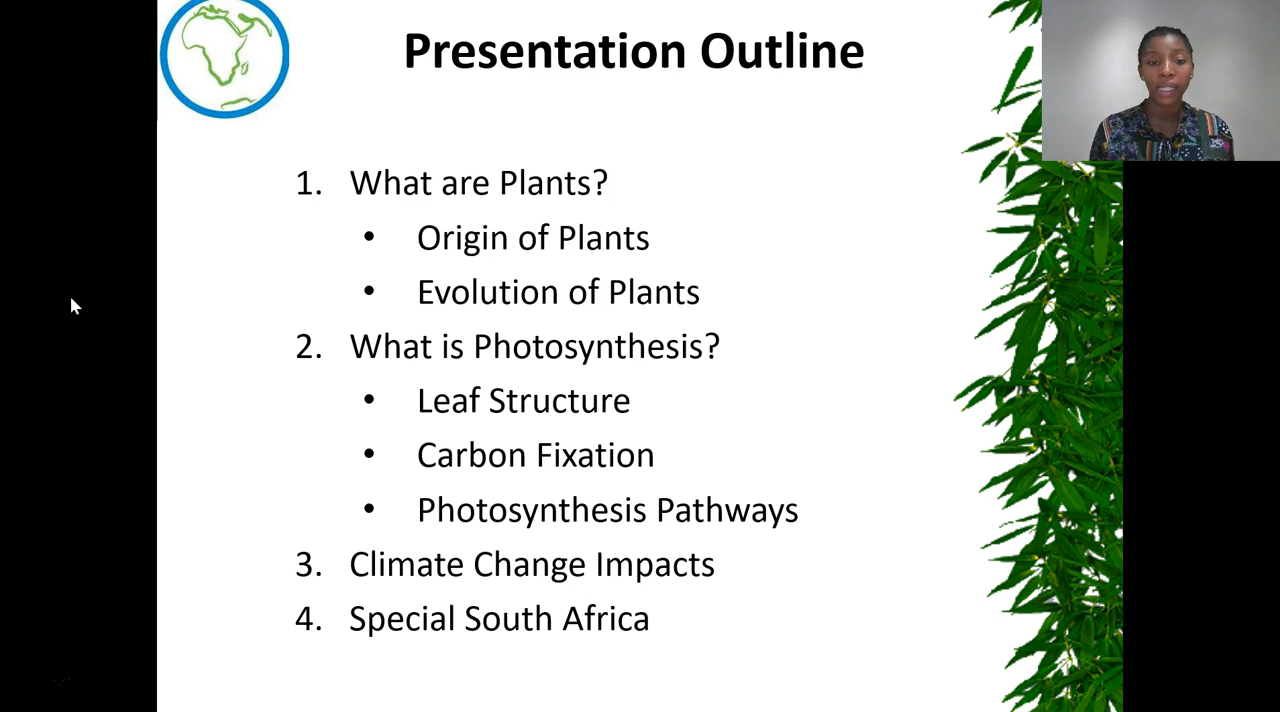 Presentation Outline
1. What are Plants?
• Origin of Plants
• Evolution of Plants
2. What is Photosynthesis?
• Leaf Structure
• Carbon Fixation
• Photosynthesis Pathways
3. Climate Change Impacts
4. Special South Africa